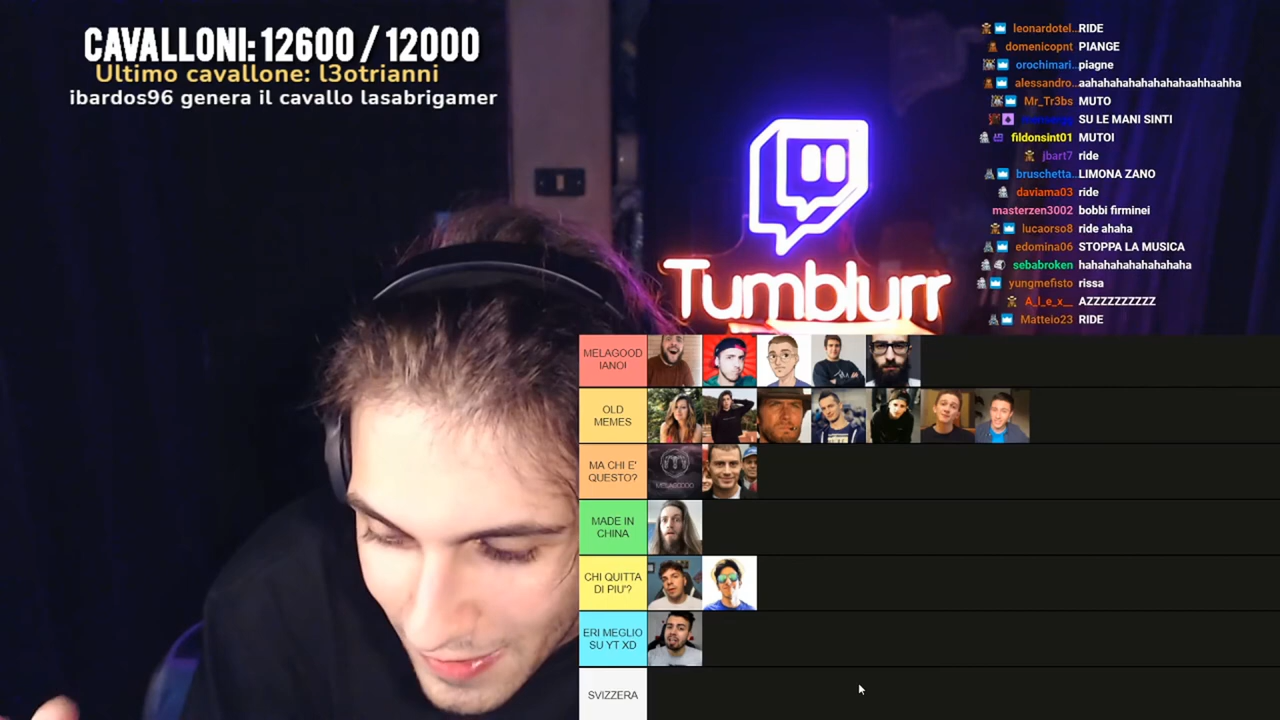 CAVALLONI: 12600 / 12000
Ultimo cavallone: l3otrianni
ibardos96 genera il cavallo lasabrigamer
Tumblurr
leonardotel.. RIDE
domenicopnt PIANGE
orochimari.. piagne
alessandro.. aahahahahahahahahaahhaahha
Mr_Tr3bs MUTO
SU LE MANI SINTI
fildonsint01 MUTOI
jbart7 ride
bruschetta.. LIMONA ZANO
daviama03 ride
masterzen3002 bobbi firminei
lucaorso8 ride ahaha
edomina06 STOPPA LA MUSICA
sebabroken hahahahahahahaha
yungmefisto rissa
A_l_e_x__ AZZZZZZZZZZ
Matteio23 RIDE
MELAGOOD
IANO!
OLD
MEMES
MA CHI E'
QUESTO?
MADE IN
CHINA
CHI QUITTA
DI PIU'?
ERI MEGLIO
SU YT XD
SVIZZERA